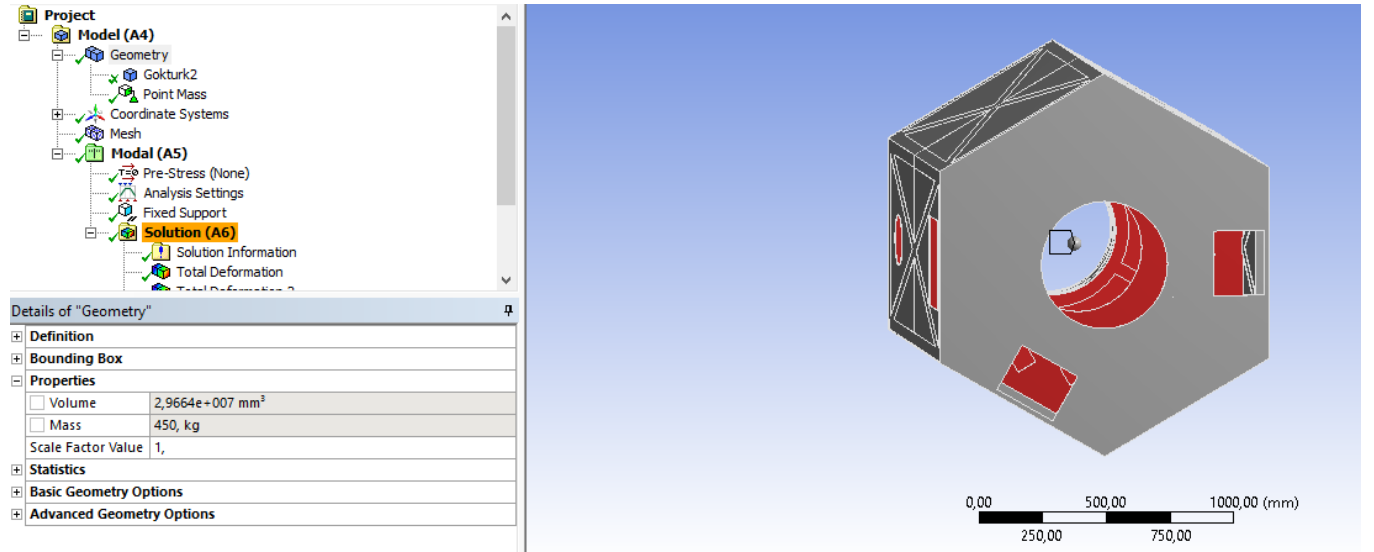 Project
Model (A4)
Geometry
Gokturk2
Point Mass
Coordinate Systems
Mesh
Modal (A5)
Pre-Stress (None)
Analysis Settings
Fixed Support
Solution (A6)
Solution Information
Total Deformation
Total Deformation 2
Details of "Geometry"
Definition
Bounding Box
Properties
Volume 2,9664e+007 mm³
Mass 450, kg
Scale Factor Value 1,
Statistics
Basic Geometry Options
Advanced Geometry Options
0,00 500,00 1000,00 (mm)
250,00 750,00